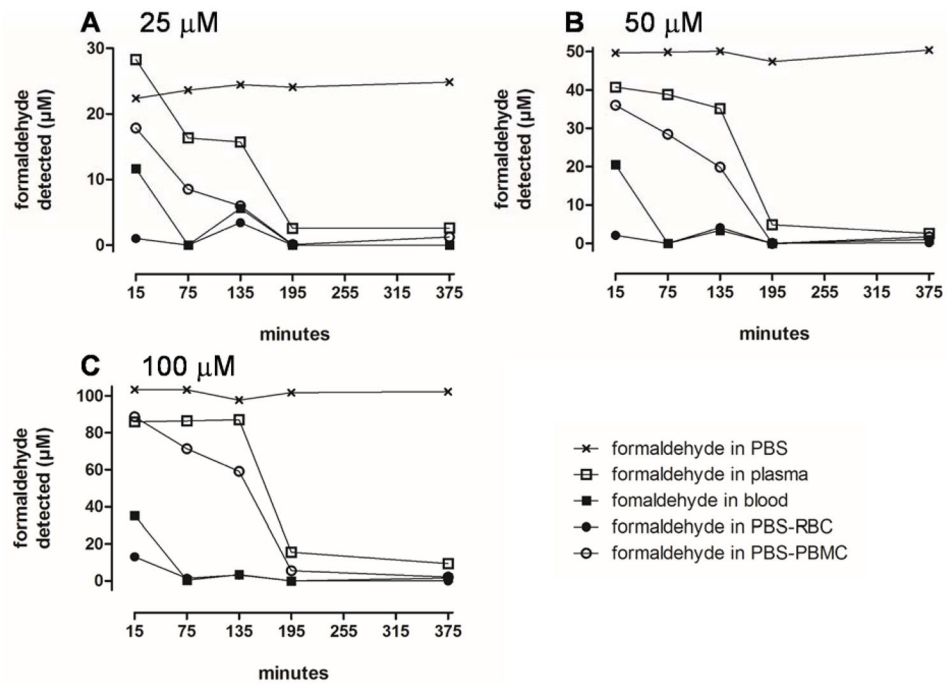 A 25 μM
formaldehyde
detected (μM)
30
20
10
0
15 75 135 195 255 315 375
minutes
B 50 μM
formaldehyde
detected (μM)
50
40
30
20
10
0
15 75 135 195 255 315 375
minutes
C 100 μM
formaldehyde
detected (μM)
100
80
60
40
20
0
15 75 135 195 255 315 375
minutes
formaldehyde in PBS
formaldehyde in plasma
fomaldehyde in blood
formaldehyde in PBS-RBC
formaldehyde in PBS-PBMC